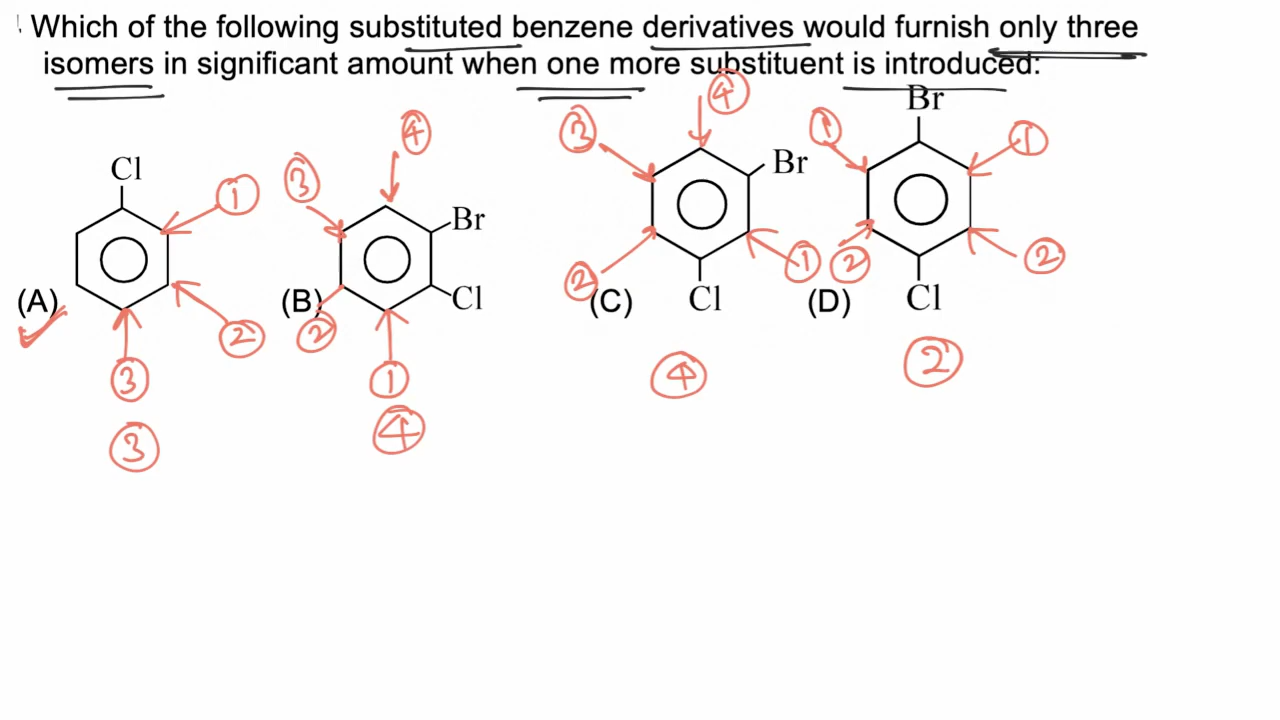 Which of the following substituted benzene derivatives would furnish only three
isomers in significant amount when one more substituent is introduced:
Br
4
3
4
1
1
Cl
1
3
Br
Br
2
1
2
2
(A)
(B)
2
Cl
(C)
Cl
(D)
Cl
2
3
1
4
2
3
4